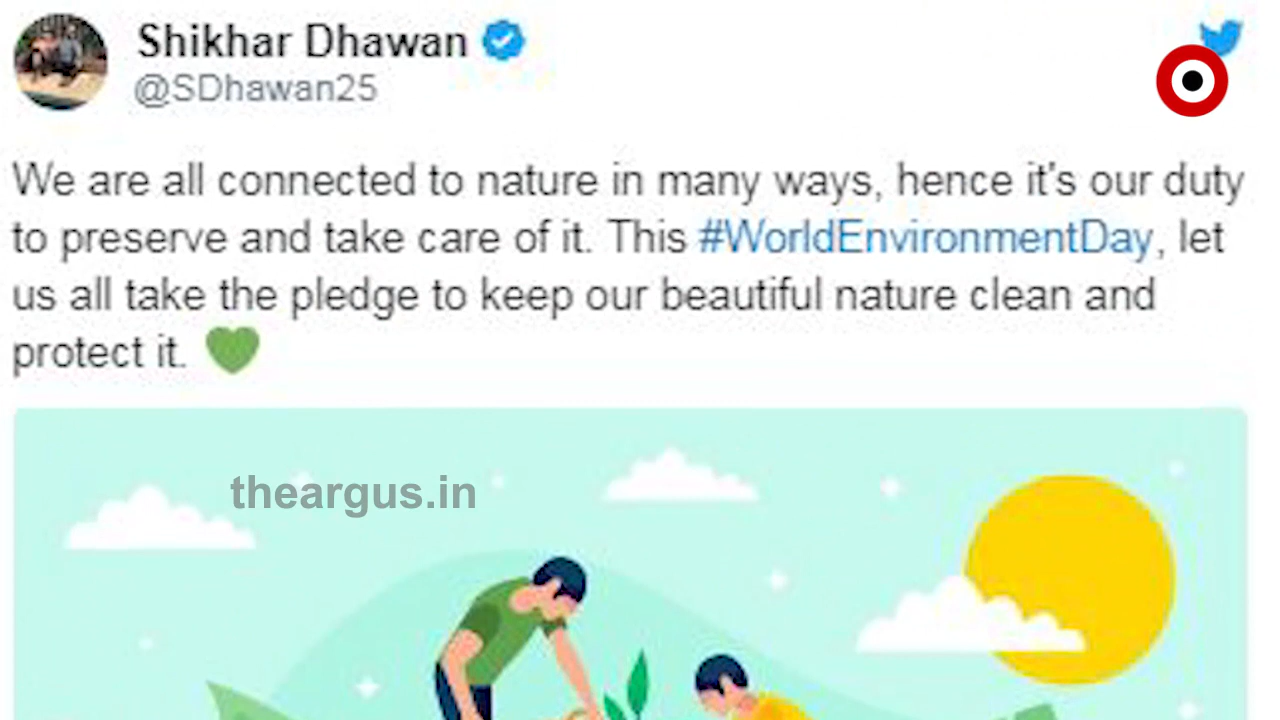 Shikhar Dhawan
@SDhawan25
We are all connected to nature in many ways, hence it's our duty
to preserve and take care of it. This #WorldEnvironmentDay, let
us all take the pledge to keep our beautiful nature clean and
protect it. 💚
theargus.in